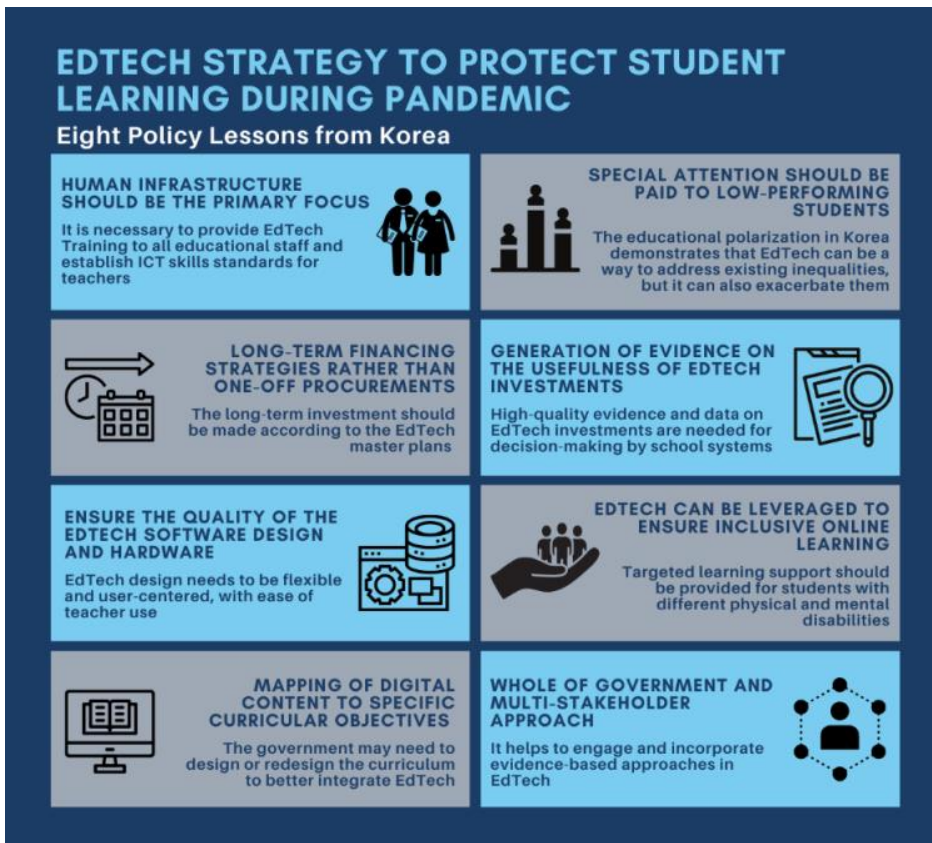 EDTECH STRATEGY TO PROTECT STUDENT
LEARNING DURING PANDEMIC
Eight Policy Lessons from Korea
HUMAN INFRASTRUCTURE
SHOULD BE THE PRIMARY FOCUS
It is necessary to provide EdTech
Training to all educational staff and
establish ICT skills standards for
teachers
SPECIAL ATTENTION SHOULD BE
PAID TO LOW-PERFORMING
STUDENTS
The educational polarization in Korea
demonstrates that EdTech can be a
way to address existing inequalities,
but it can also exacerbate them
LONG-TERM FINANCING
STRATEGIES RATHER THAN
ONE-OFF PROCUREMENTS
The long-term investment should
be made according to the EdTech
master plans
GENERATION OF EVIDENCE ON
THE USEFULNESS OF EDTECH
INVESTMENTS
High-quality evidence and data on
EdTech investments are needed for
decision-making by school systems
ENSURE THE QUALITY OF THE
EDTECH SOFTWARE DESIGN
AND HARDWARE
EdTech design needs to be flexible
and user-centered, with ease of
teacher use
EDTECH CAN BE LEVERAGED TO
ENSURE INCLUSIVE ONLINE
LEARNING
Targeted learning support should
be provided for students with
different physical and mental
disabilities
MAPPING OF DIGITAL
CONTENT TO SPECIFIC
CURRICULAR OBJECTIVES
The government may need to
design or redesign the curriculum
to better integrate EdTech
WHOLE OF GOVERNMENT AND
MULTI-STAKEHOLDER
APPROACH
It helps to engage and incorporate
evidence-based approaches in
EdTech